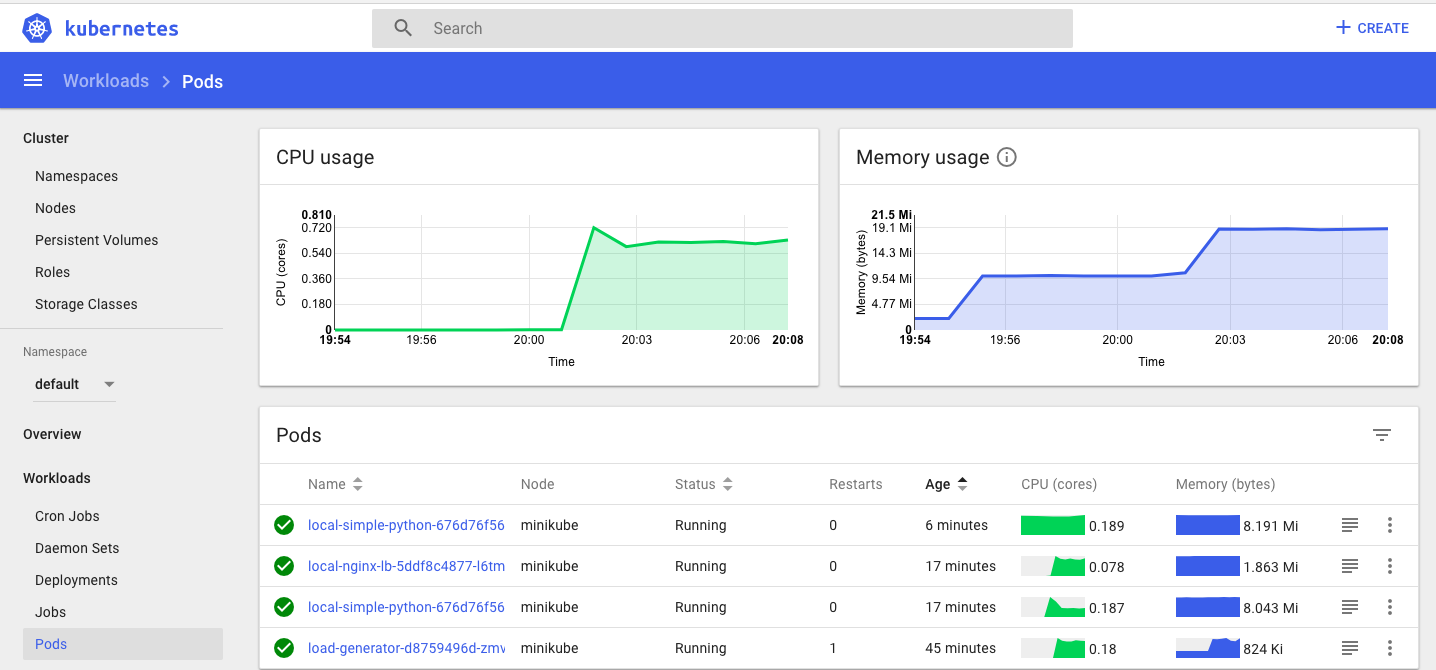 kubernetes
Search
+ CREATE
Workloads > Pods
Cluster
Namespaces
Nodes
Persistent Volumes
Roles
Storage Classes
Namespace
default
Overview
Workloads
Cron Jobs
Daemon Sets
Deployments
Jobs
Pods
CPU usage
CPU (cores)
0.810
0.720
0.540
0.360
0.180
0
19:54 19:56 20:00 20:03 20:06 20:08
Time
Memory usage
Memory (bytes)
21.5 Mi
19.1 Mi
14.3 Mi
9.54 Mi
4.77 Mi
0
19:54 19:56 20:00 20:03 20:06 20:08
Time
Pods
Name Node Status Restarts Age CPU (cores) Memory (bytes)
local-simple-python-676d76f56 minikube Running 0 6 minutes 0.189 8.191 Mi
local-nginx-lb-5ddf8c4877-l6tm minikube Running 0 17 minutes 0.078 1.863 Mi
local-simple-python-676d76f56 minikube Running 0 17 minutes 0.187 8.043 Mi
load-generator-d8759496d-zmv minikube Running 1 45 minutes 0.18 824 Ki